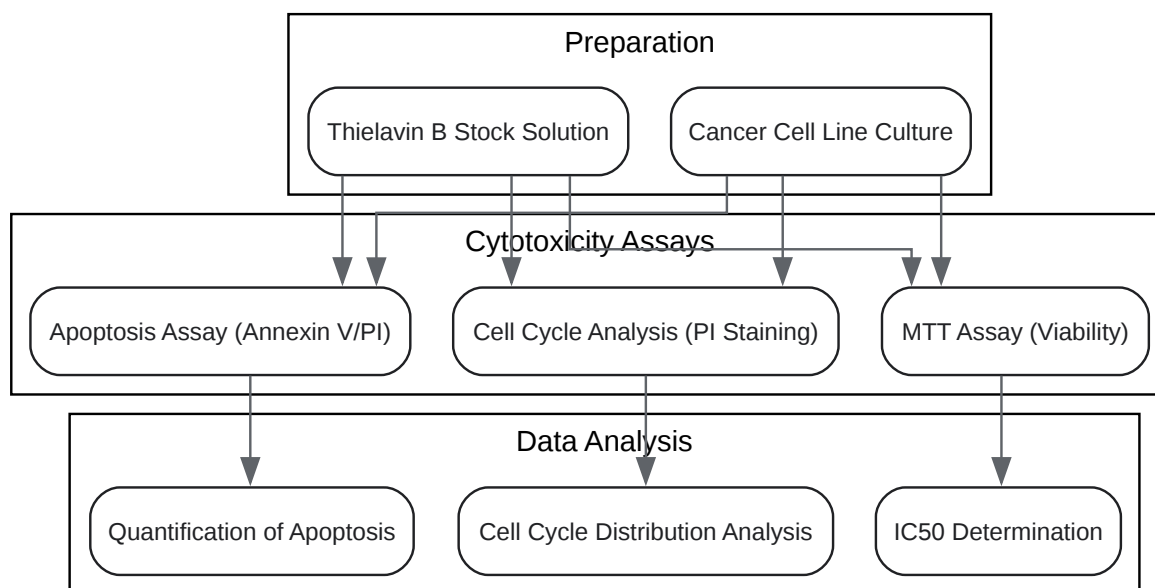 Preparation
Thielavin B Stock Solution
Cancer Cell Line Culture
Cytotoxicity Assays
Apoptosis Assay (Annexin V/PI)
Cell Cycle Analysis (PI Staining)
MTT Assay (Viability)
Data Analysis
Quantification of Apoptosis
Cell Cycle Distribution Analysis
IC50 Determination